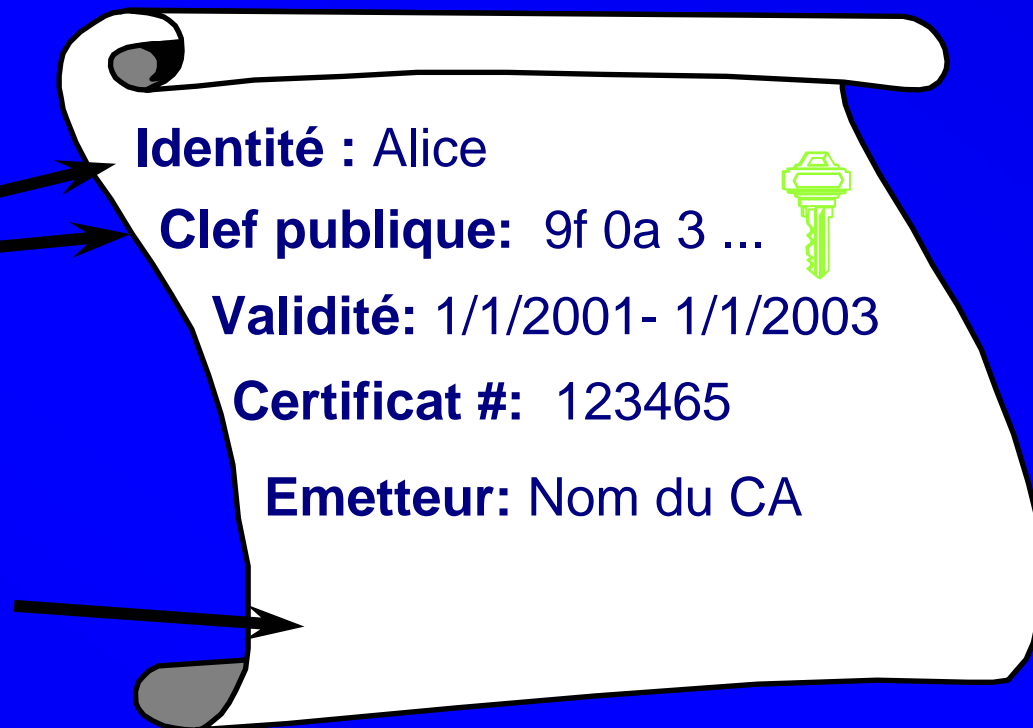 Identité : Alice
Clef publique: 9f 0a 3 ...
Validité: 1/1/2001- 1/1/2003
Certificat #: 123465
Emetteur: Nom du CA